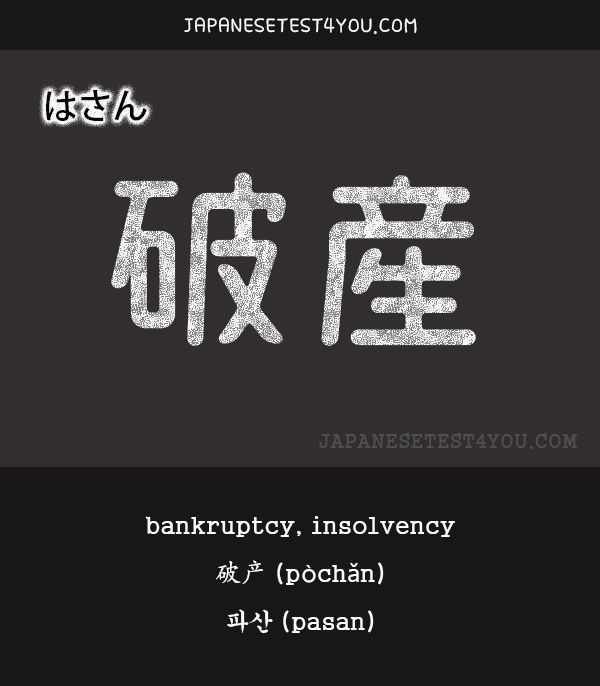 JAPANESETEST4YOU.COM
はさん
破産
JAPANESETEST4YOU.COM
bankruptcy, insolvency
破产 (pòchǎn)
파산 (pasan)